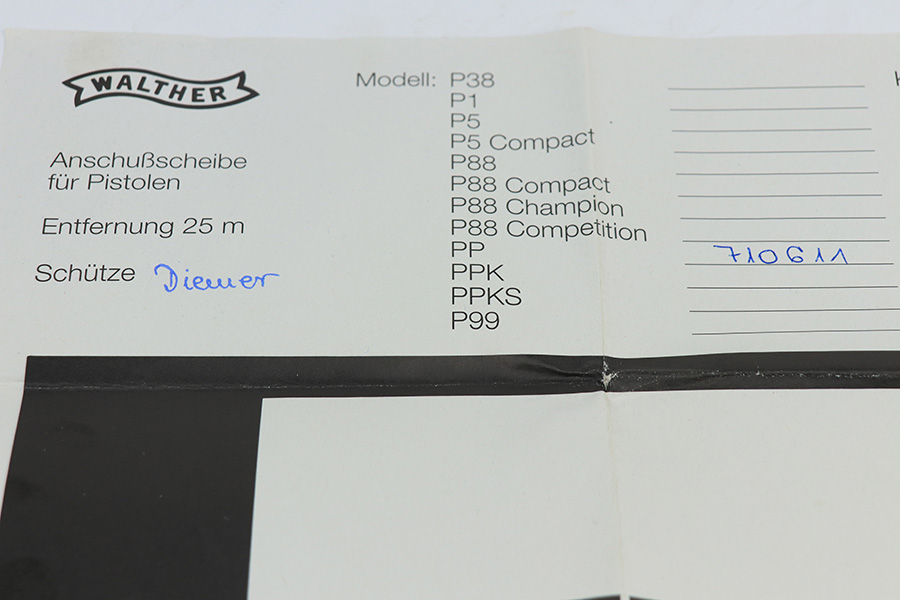 WALTHER
Anschußscheibe
für Pistolen
Entfernung 25 m
Schütze Diemer
Modell: P38
P1
P5
P5 Compact
P88
P88 Compact
P88 Champion
P88 Competition
PP 710611
PPK
PPKS
P99